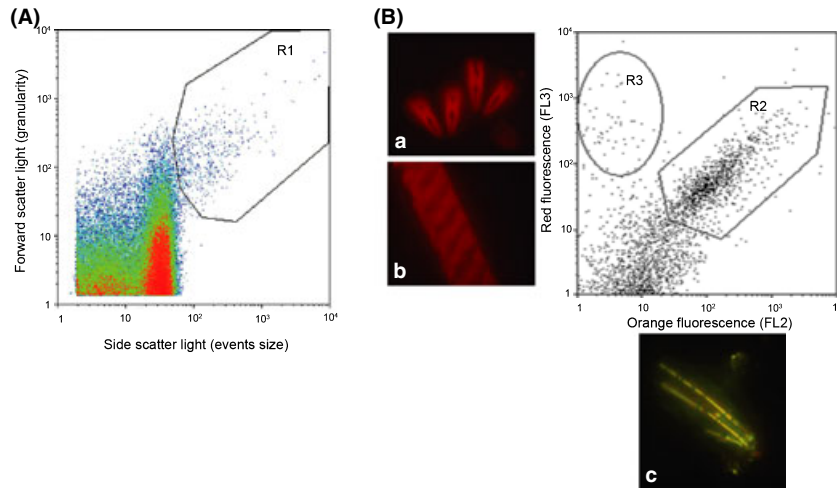 (A)
R1
Forward scatter light (granularity)
10⁴
10³
10²
10
1
1
10
10²
10³
10⁴
Side scatter light (events size)
(B)
a
b
R3
R2
Red fluorescence (FL3)
10⁴
10³
10²
10
1
1
10
10²
10³
1
Orange fluorescence (FL2)
c